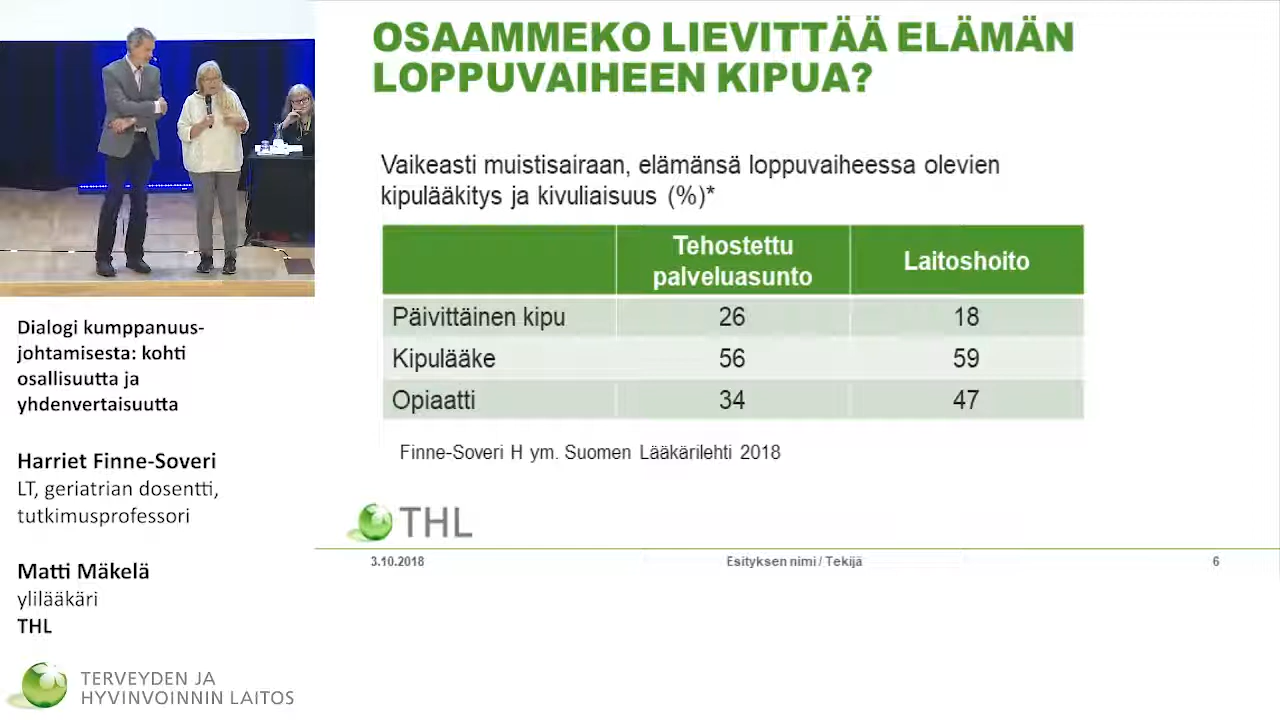 OSAAMMEKO LIEVITTÄÄ ELÄMÄN
LOPPUVAIHEEN KIPUA?
Vaikeasti muistisairaan, elämänsä loppuvaiheessa olevien
kipulääkitys ja kivuliaisuus (%)*
Tehostettu palveluasunto Laitoshoito
Päivittäinen kipu 26 18
Kipulääke 56 59
Opiaatti 34 47
Finne-Soveri H ym. Suomen Lääkärilehti 2018
THL
3.10.2018 Esityksen nimi / Tekijä 6
Dialogi kumppanuus-
johtamisesta: kohti
osallisuutta ja
yhdenvertaisuutta
Harriet Finne-Soveri
LT, geriatrian dosentti,
tutkimusprofessori
Matti Mäkelä
ylilääkäri
THL
TERVEYDEN JA
HYVINVOINNIN LAITOS